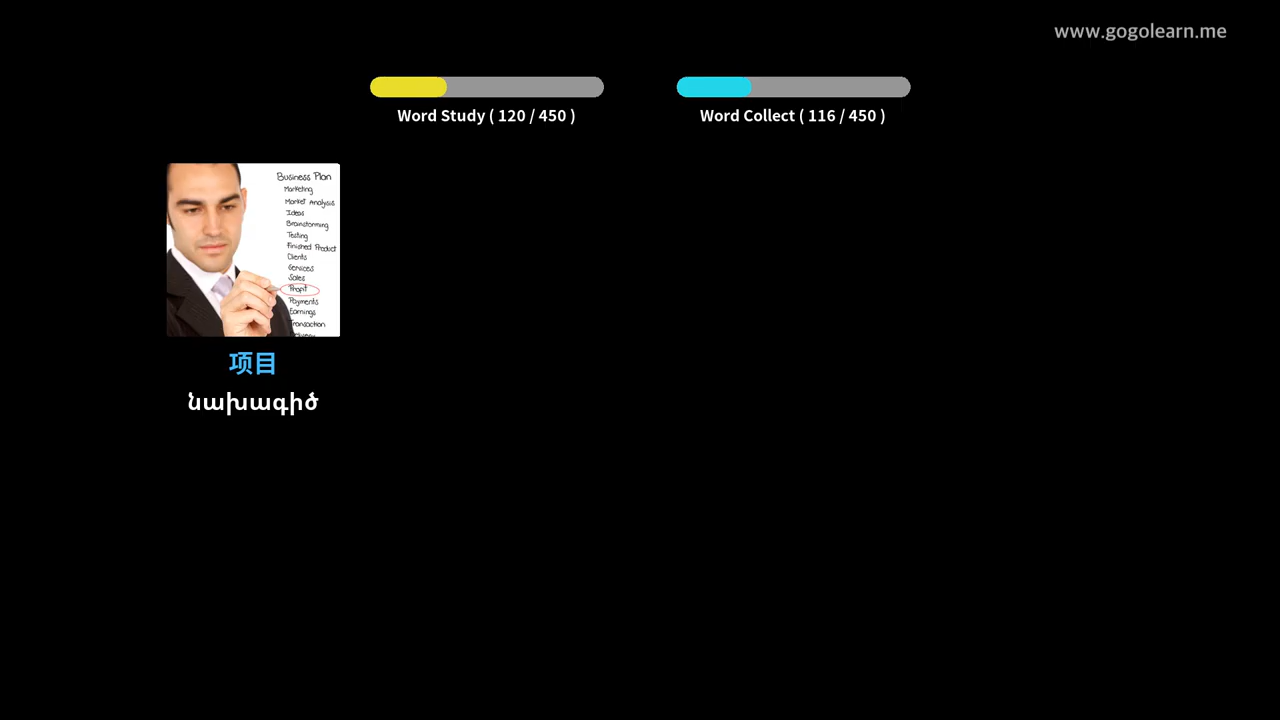 www.gogolearn.me
Word Study ( 120 / 450 )
Word Collect ( 116 / 450 )
Business Plan
Marketing
Market Analysis
Ideas
Brainstorming
Testing
Finished Product
Clients
Services
Sales
Profit
Payments
Earnings
Transaction
Delivery
项目
նախագիծ